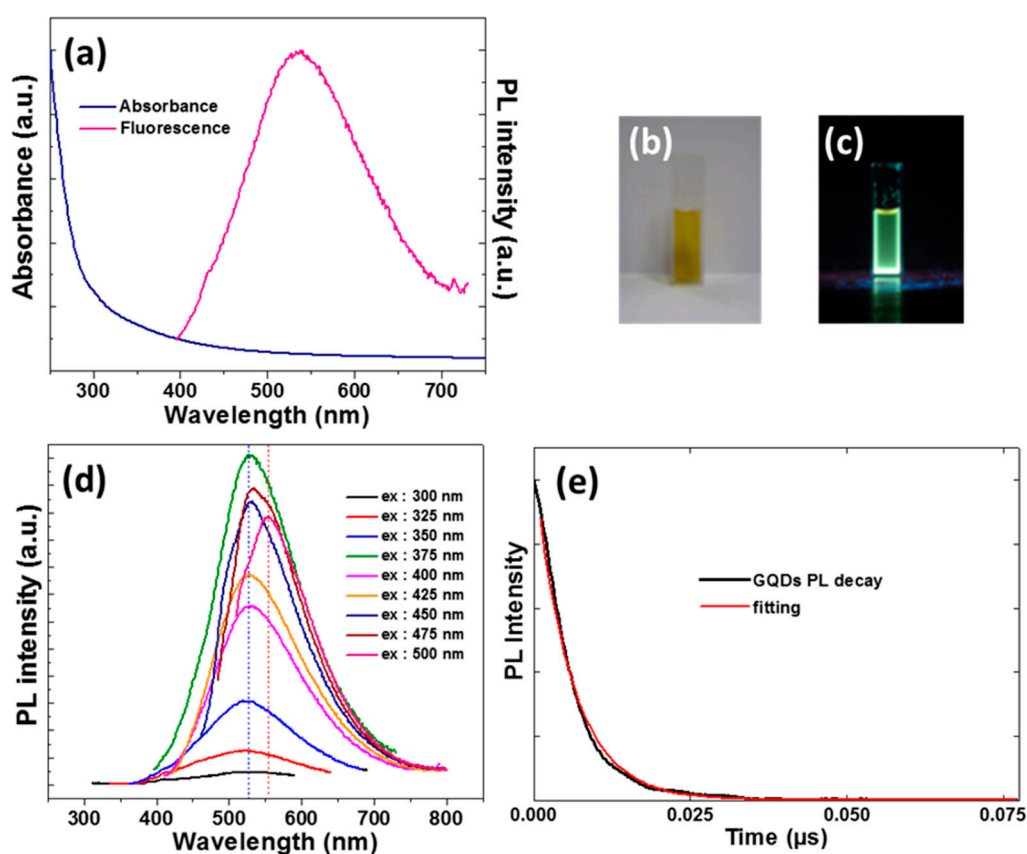 (a)
Absorbance
Fluorescence
Absorbance (a.u.)
PL intensity (a.u.)
300 400 500 600 700
Wavelength (nm)
(b)
(c)
(d)
ex : 300 nm
ex : 325 nm
ex : 350 nm
ex : 375 nm
ex : 400 nm
ex : 425 nm
ex : 450 nm
ex : 475 nm
ex : 500 nm
PL intensity (a.u.)
300 400 500 600 700 800
Wavelength (nm)
(e)
GQDs PL decay
fitting
PL Intensity
0.000 0.025 0.050 0.075
Time (µs)